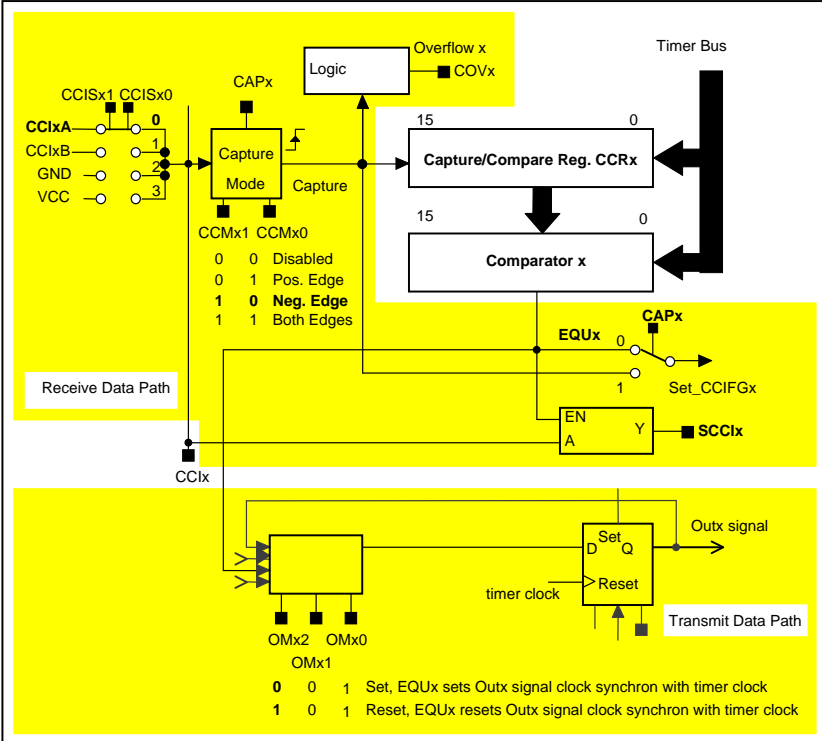 Overflow x
Timer Bus
Logic
COVx
CAPx
CCISx1 CCISx0
CCIxA 0
CCIxB 1
GND 2
VCC 3
Capture
Mode
Capture
15 0
Capture/Compare Reg. CCRx
15 0
Comparator x
CCMx1 CCMx0
0 0 Disabled
0 1 Pos. Edge
1 0 Neg. Edge
1 1 Both Edges
CAPx
EQUx 0
1
Set_CCIFGx
Receive Data Path
EN
A
Y
SCCIx
CCIx
Outx signal
D Set Q
Reset
timer clock
Transmit Data Path
OMx2 OMx0
OMx1
0 0 1 Set, EQUx sets Outx signal clock synchron with timer clock
1 0 1 Reset, EQUx resets Outx signal clock synchron with timer clock